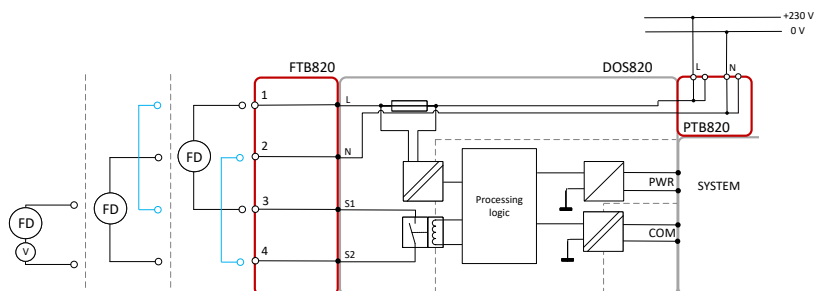 +230 V
0 V
FTB820
DOS820
L
N
1
L
PTB820
2
N
FD
Processing
logic
PWR
SYSTEM
3
S1
FD
FD
COM
V
4
S2